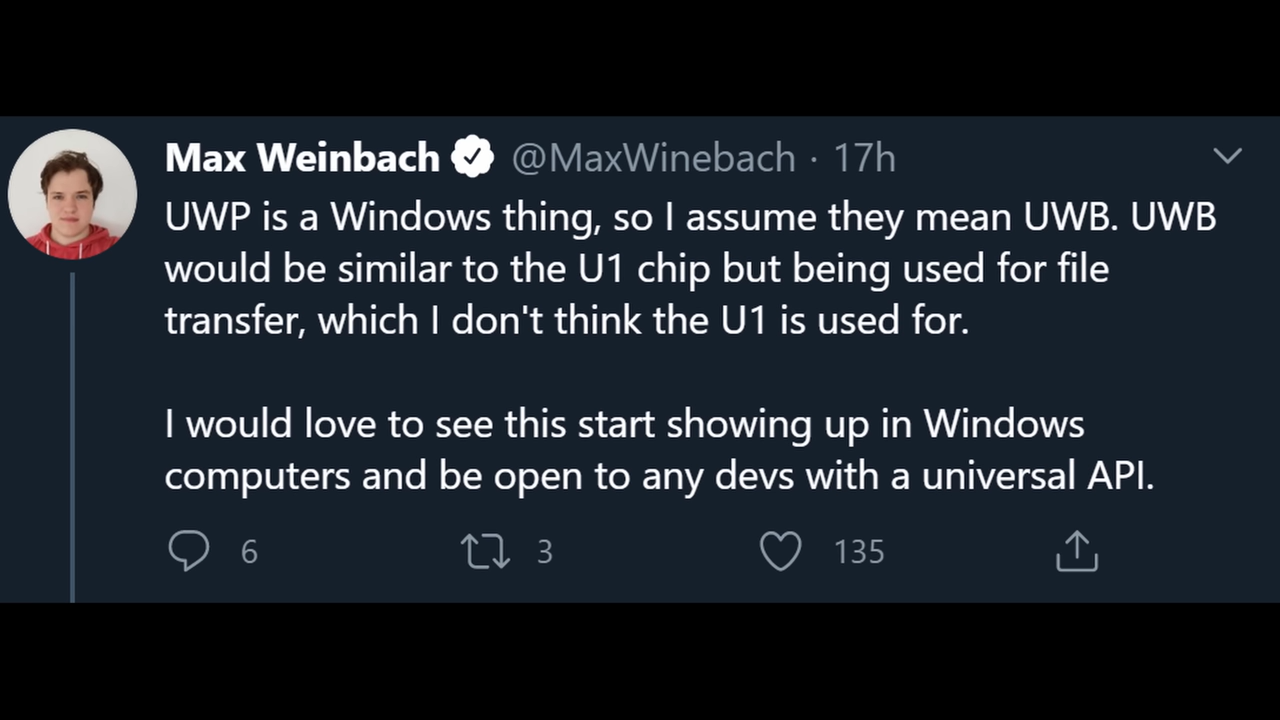 Max Weinbach @MaxWinebach · 17h
UWP is a Windows thing, so I assume they mean UWB. UWB
would be similar to the U1 chip but being used for file
transfer, which I don't think the U1 is used for.
I would love to see this start showing up in Windows
computers and be open to any devs with a universal API.
6 3 135